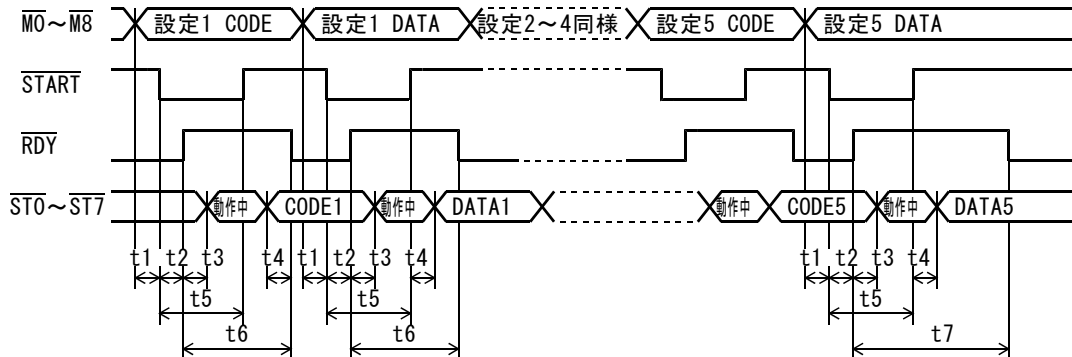 M0～M8 設定1 CODE 設定1 DATA 設定2～4同様 設定5 CODE 設定5 DATA
START
RDY
ST0～ST7 動作中 CODE1 動作中 DATA1 動作中 CODE5 動作中 DATA5
t1 t2 t3 t4 t1 t2 t3 t4 t1 t2 t3 t4
t5 t5 t5
t6 t6 t7